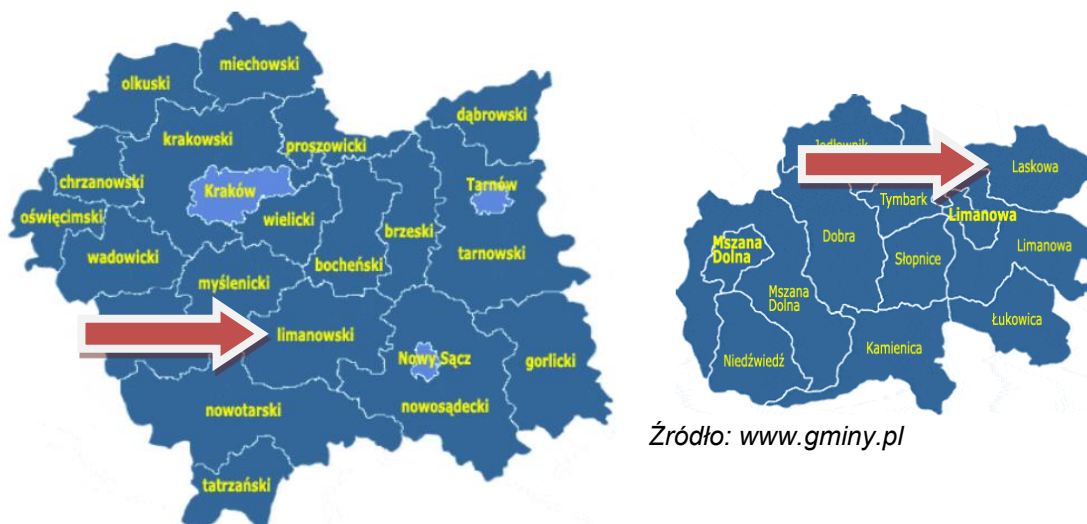 miechowski
olkuski
dąbrowski
krakowski
proszowicki
chrzanowski
Kraków
Tarnów
oświęcimski
wielicki
brzeski
wadowicki
bocheński
tarnowski
myślenicki
limanowski
Nowy Sącz
gorlicki
nowotarski
nowosądecki
tatrzański
Laskowa
Tymbark
Limanowa
Mszana
Dolna
Dobra
Słopnice
Limanowa
Mszana
Dolna
Łukowica
Niedźwiedź
Kamienica
Źródło: www.gminy.pl